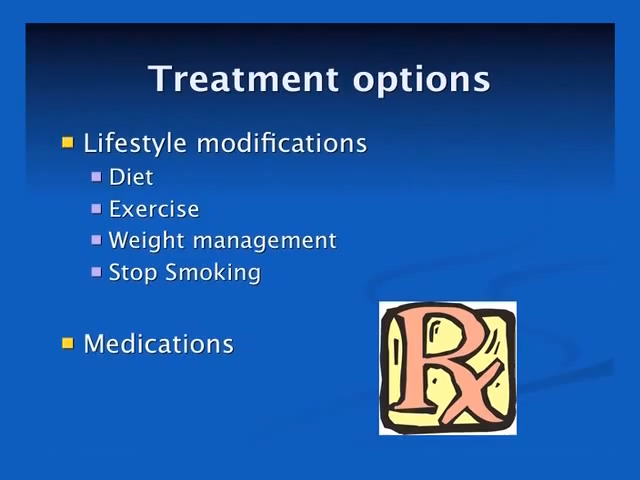 Treatment options
Lifestyle modifications
Diet
Exercise
Weight management
Stop Smoking
Medications
Rx